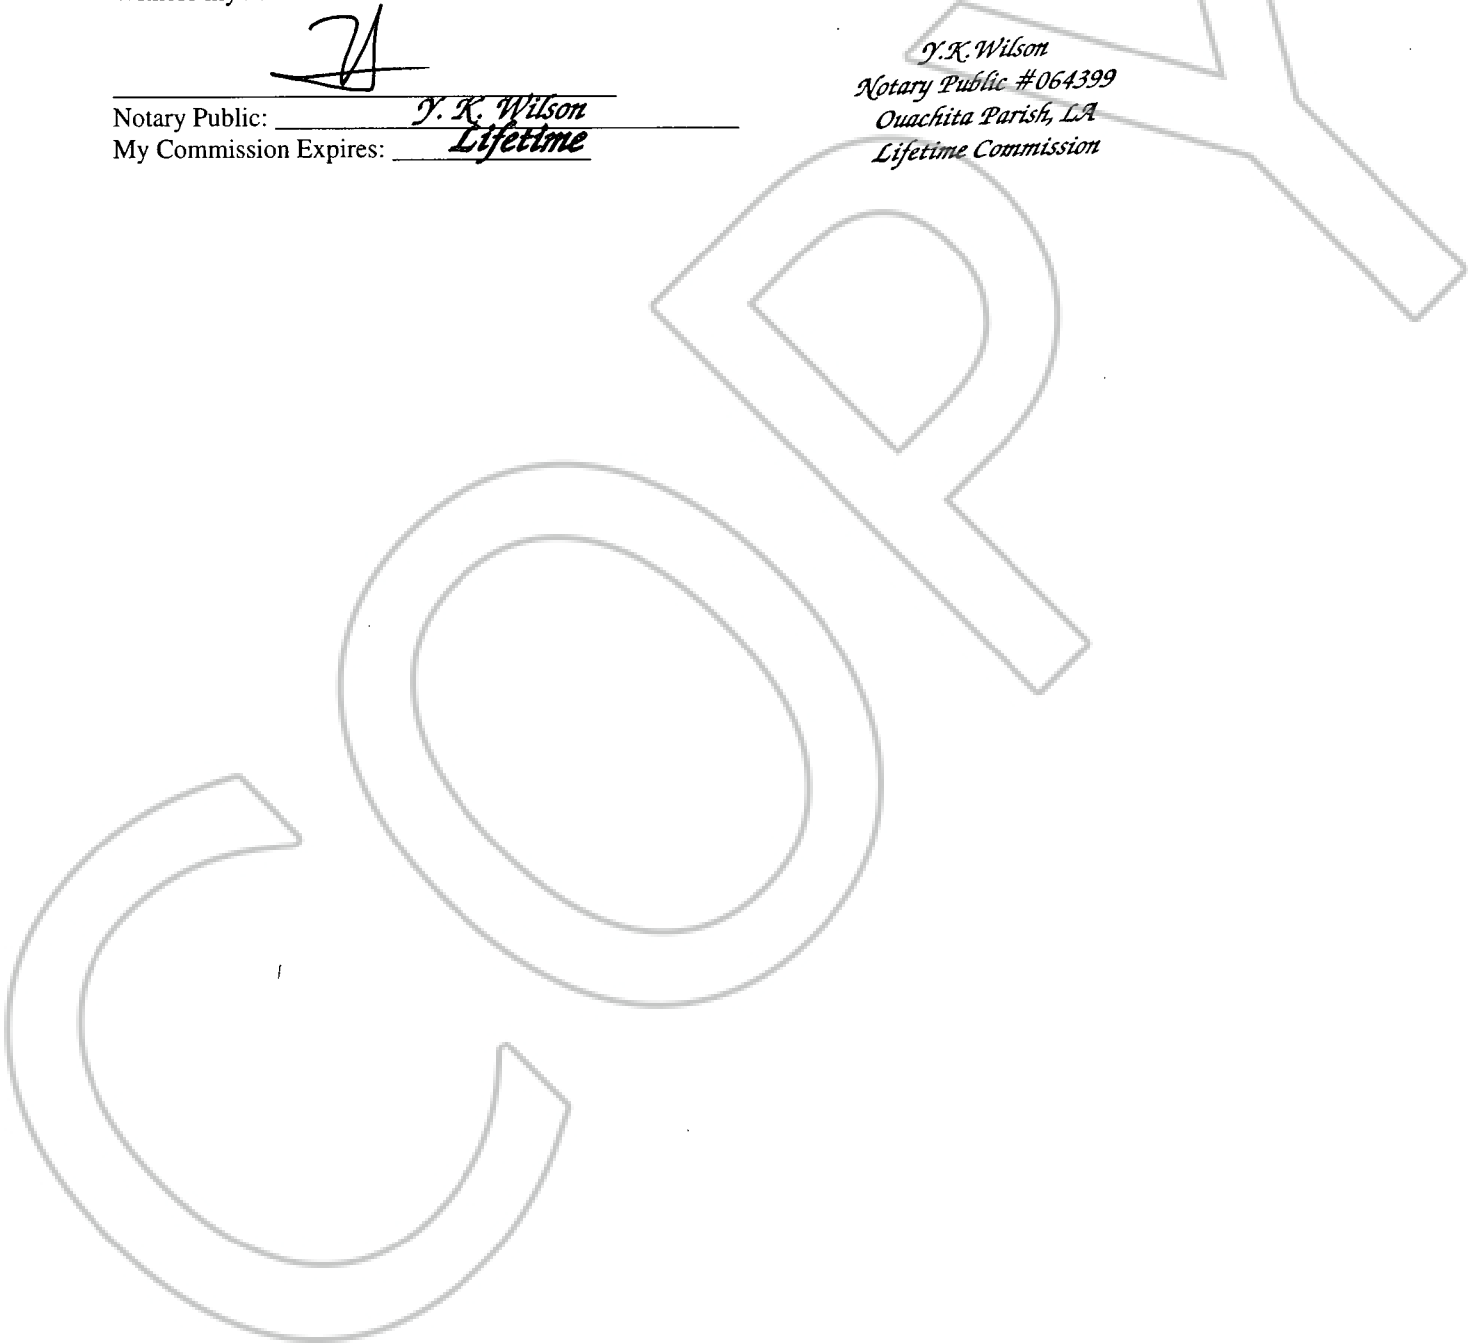 Notary Public: Y. K. Wilson
My Commission Expires: Lifetime
Y.K. Wilson
Notary Public #064399
Ouachita Parish, LA
Lifetime Commission
COPY